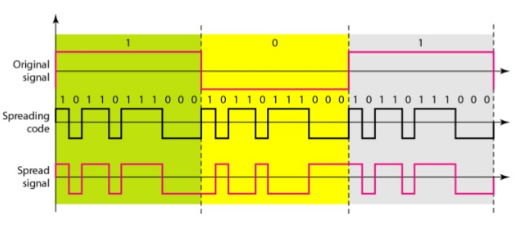 1 0 1
Original
signal
1 0 1 1 0 1 1 1 0 0 0 1 0 1 1 0 1 1 1 0 0 0 1 0 1 1 0 1 1 1 0 0 0
Spreading
code
Spread
signal